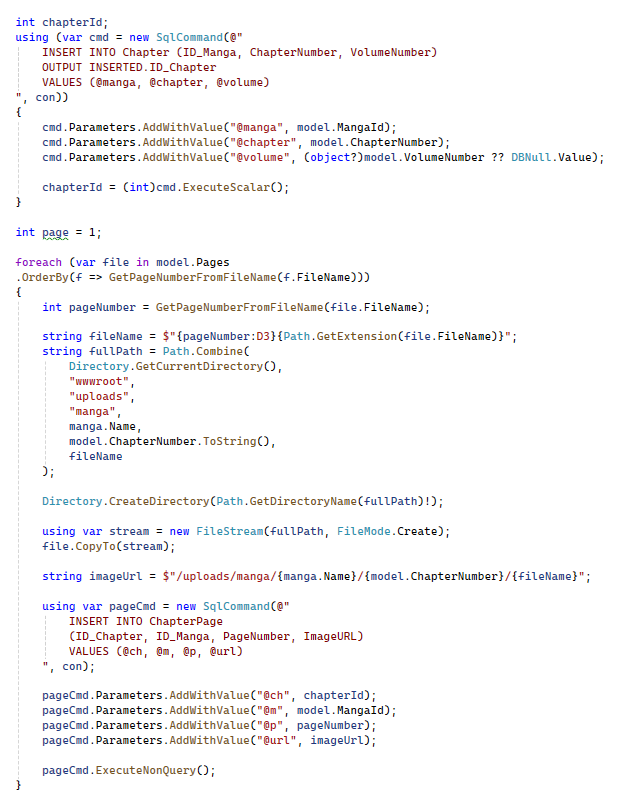 int chapterId;
using (var cmd = new SqlCommand(@"
    INSERT INTO Chapter (ID_Manga, ChapterNumber, VolumeNumber)
    OUTPUT INSERTED.ID_Chapter
    VALUES (@manga, @chapter, @volume)
", con))
{
    cmd.Parameters.AddWithValue("@manga", model.MangaId);
    cmd.Parameters.AddWithValue("@chapter", model.ChapterNumber);
    cmd.Parameters.AddWithValue("@volume", (object?)model.VolumeNumber ?? DBNull.Value);

    chapterId = (int)cmd.ExecuteScalar();
}

int page = 1;

foreach (var file in model.Pages
.OrderBy(f => GetPageNumberFromFileName(f.FileName)))
{
    int pageNumber = GetPageNumberFromFileName(file.FileName);

    string fileName = $"{pageNumber:D3}{Path.GetExtension(file.FileName)}";
    string fullPath = Path.Combine(
        Directory.GetCurrentDirectory(),
        "wwwroot",
        "uploads",
        "manga",
        manga.Name,
        model.ChapterNumber.ToString(),
        fileName
    );

    Directory.CreateDirectory(Path.GetDirectoryName(fullPath)!);

    using var stream = new FileStream(fullPath, FileMode.Create);
    file.CopyTo(stream);

    string imageUrl = $"/uploads/manga/{manga.Name}/{model.ChapterNumber}/{fileName}";

    using var pageCmd = new SqlCommand(@"
        INSERT INTO ChapterPage
        (ID_Chapter, ID_Manga, PageNumber, ImageURL)
        VALUES (@ch, @m, @p, @url)
    ", con);

    pageCmd.Parameters.AddWithValue("@ch", chapterId);
    pageCmd.Parameters.AddWithValue("@m", model.MangaId);
    pageCmd.Parameters.AddWithValue("@p", pageNumber);
    pageCmd.Parameters.AddWithValue("@url", imageUrl);

    pageCmd.ExecuteNonQuery();
}